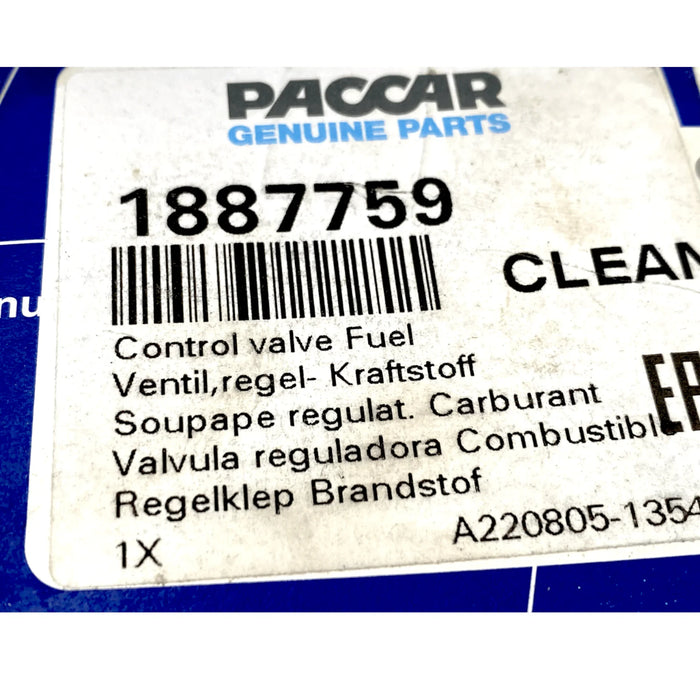 PACCAR
GENUINE PARTS
1887759
CLEAN
Control valve Fuel
Ventil,regel- Kraftstoff
Soupape regulat. Carburant
Valvula reguladora Combustible
Regelklep Brandstof
1X
A220805-1354